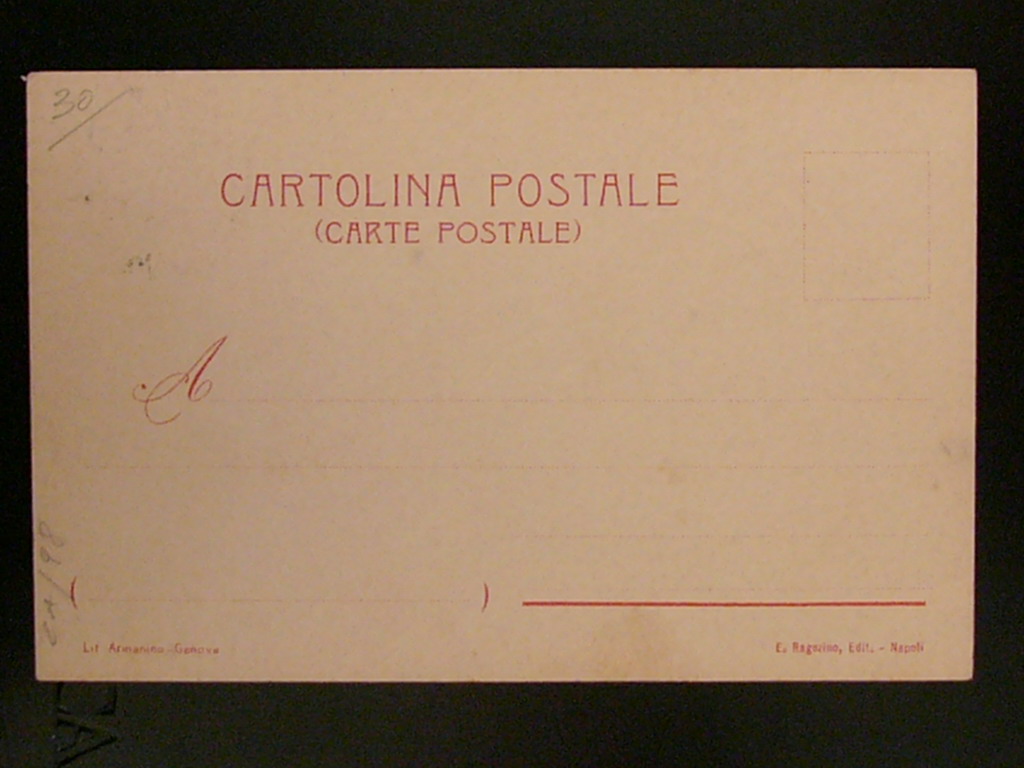 30/
CARTOLINA POSTALE
(CARTE POSTALE)
A
( )
Lit Armanino - Genova
E. Ragozino, Edit. - Napoli